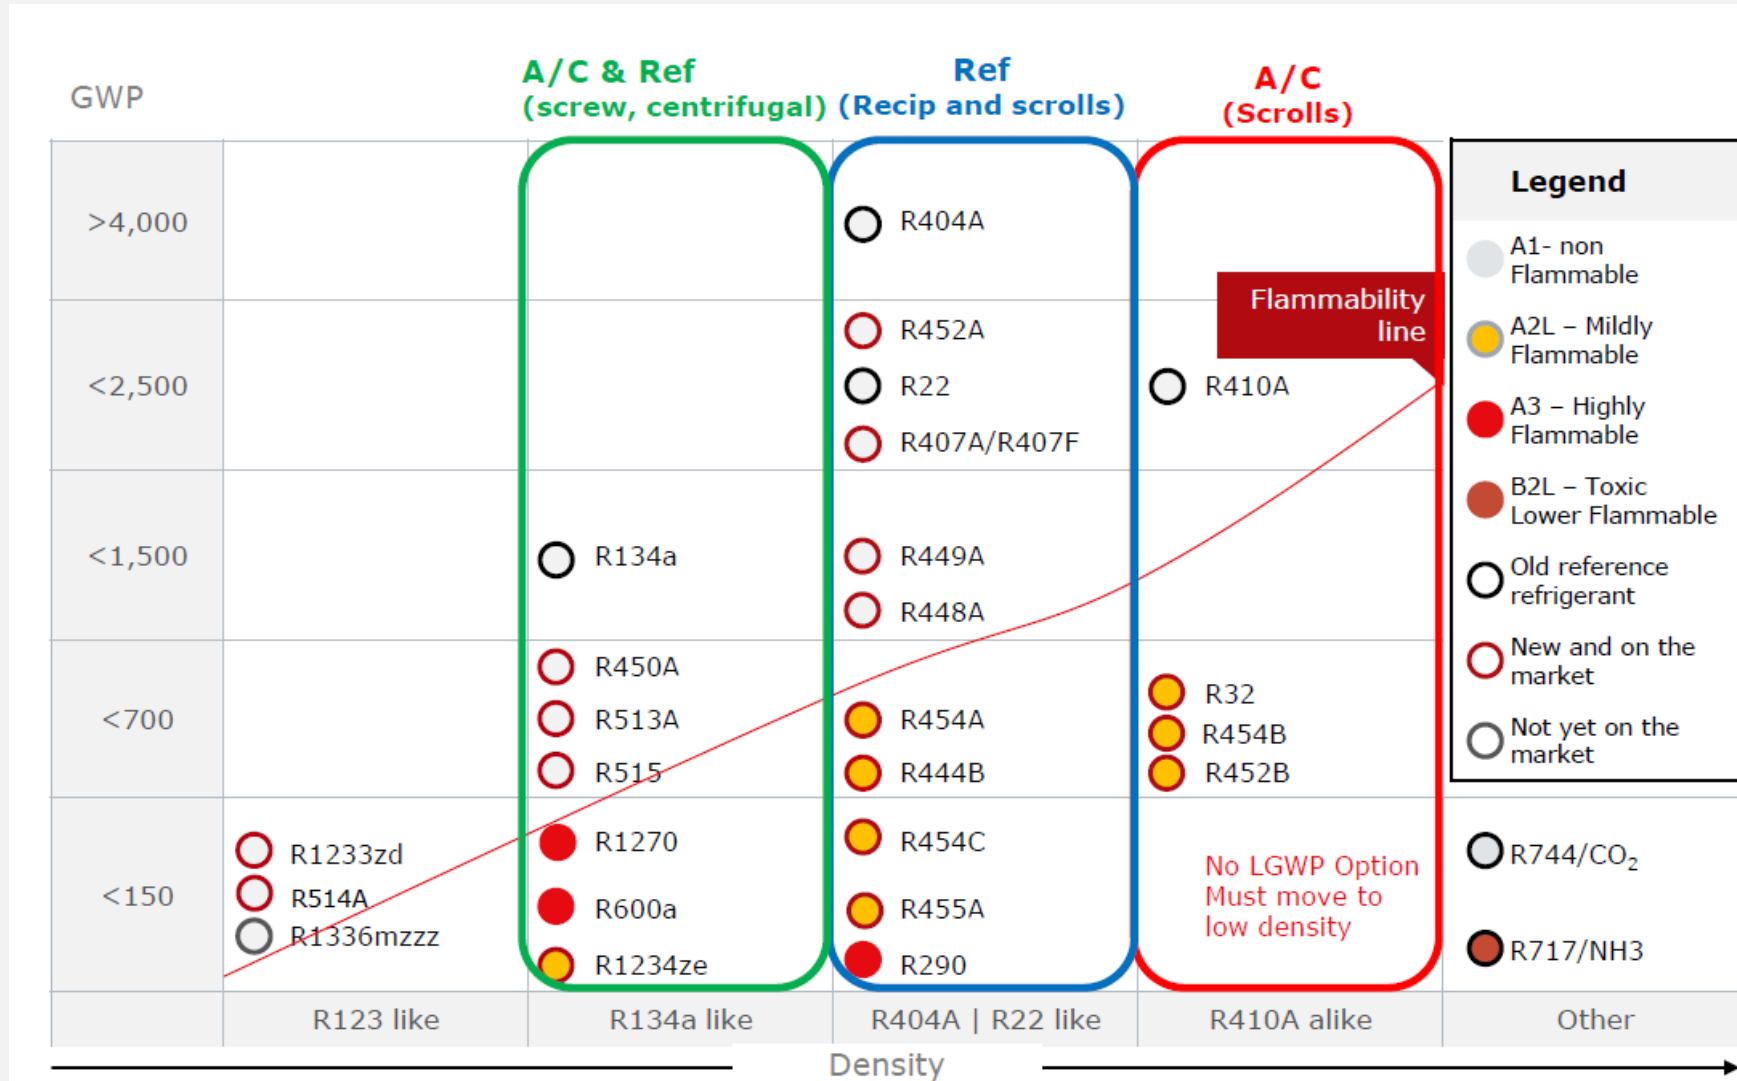 GWP
A/C & Ref
(screw, centrifugal)
Ref
(Recip and scrolls)
A/C
(Scrolls)
>4,000
R404A
Flammability
line
<2,500
R452A
R22
R407A/R407F
R410A
<1,500
R134a
R449A
R448A
<700
R450A
R513A
R515
R454A
R444B
R32
R454B
R452B
<150
R1233zd
R514A
R1336mzzz
R1270
R600a
R1234ze
R454C
R455A
R290
No LGWP Option
Must move to
low density
R744/CO₂
R717/NH3
Legend
A1- non
Flammable
A2L – Mildly
Flammable
A3 – Highly
Flammable
B2L – Toxic
Lower Flammable
Old reference
refrigerant
New and on the
market
Not yet on the
market
R123 like
R134a like
R404A | R22 like
R410A alike
Other
Density